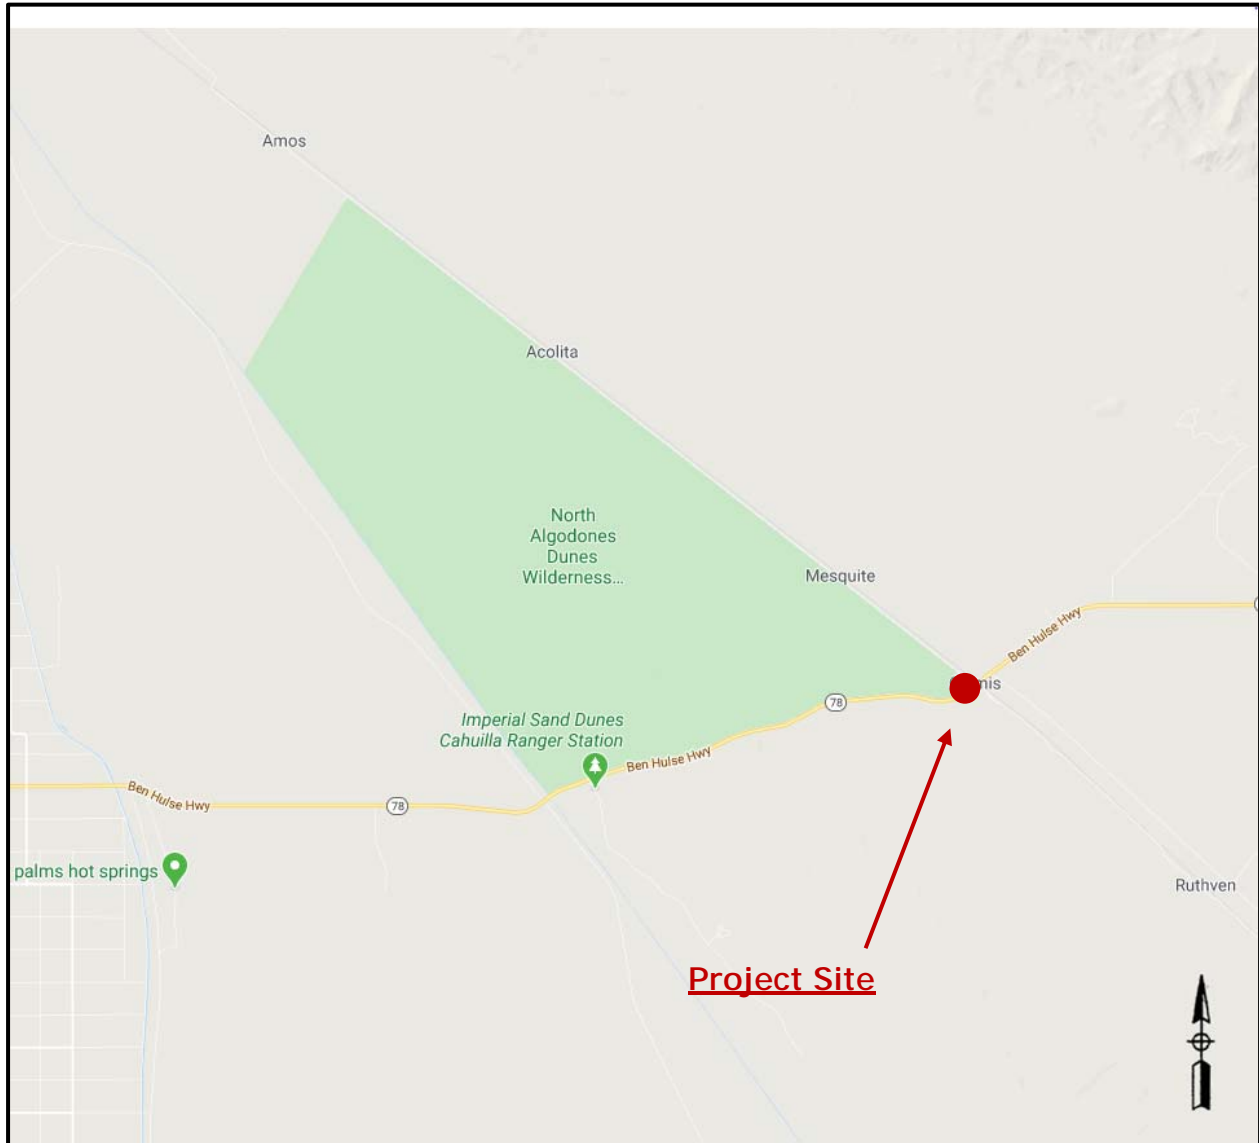 Amos
Acolita
North
Algodones
Dunes
Wilderness...
Mesquite
Ben Hulse Hwy
78
Imperial Sand Dunes
Cahuilla Ranger Station
Ben Hulse Hwy
Ben Hulse Hwy
78
palms hot springs
Ruthven
Project Site